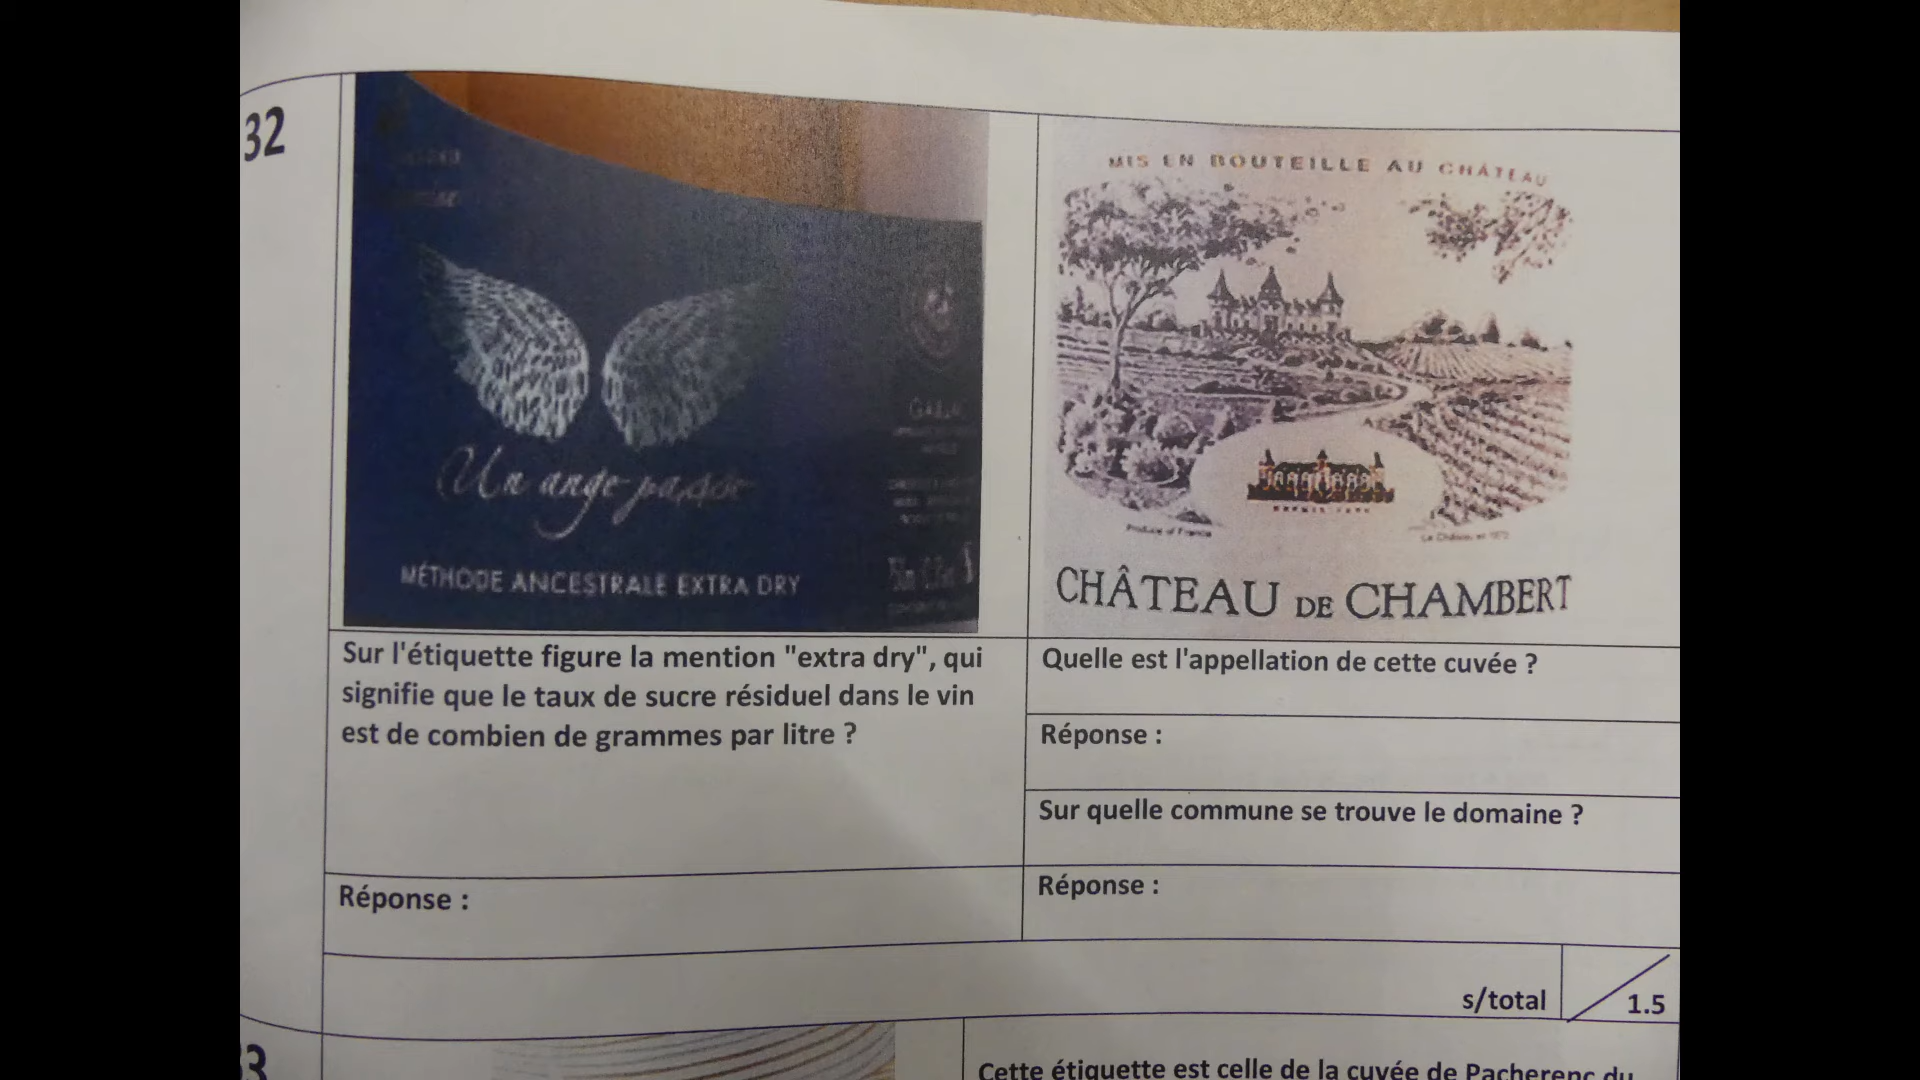 32
Un ange passe
MÉTHODE ANCESTRALE EXTRA DRY
MIS EN BOUTEILLE AU CHÂTEAU
Produce of France
CHÂTEAU DE CHAMBERT
Sur l'étiquette figure la mention "extra dry", qui
signifie que le taux de sucre résiduel dans le vin
est de combien de grammes par litre ?
Réponse :
Quelle est l'appellation de cette cuvée ?
Réponse :
Sur quelle commune se trouve le domaine ?
Réponse :
s/total
1.5
Cette étiquette est celle de la cuvée de Pacherenc du